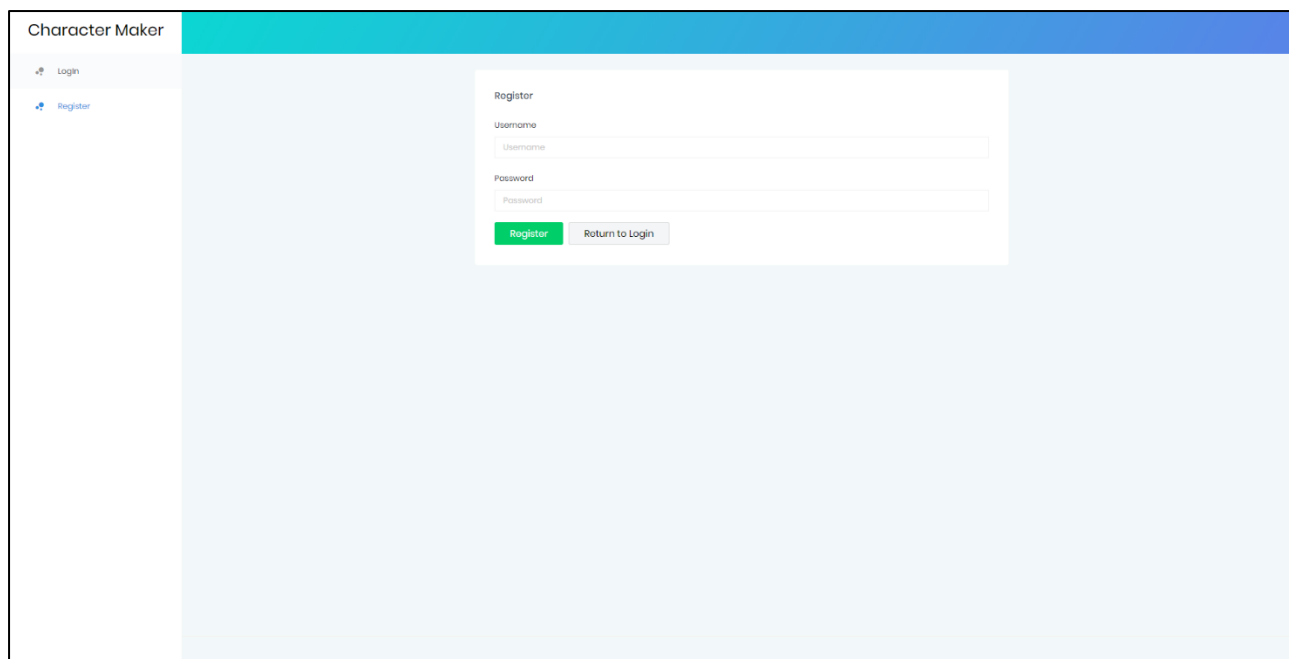 Character Maker
LogIn
Register
Register
Username
Username
Password
Password
Register Return to Login